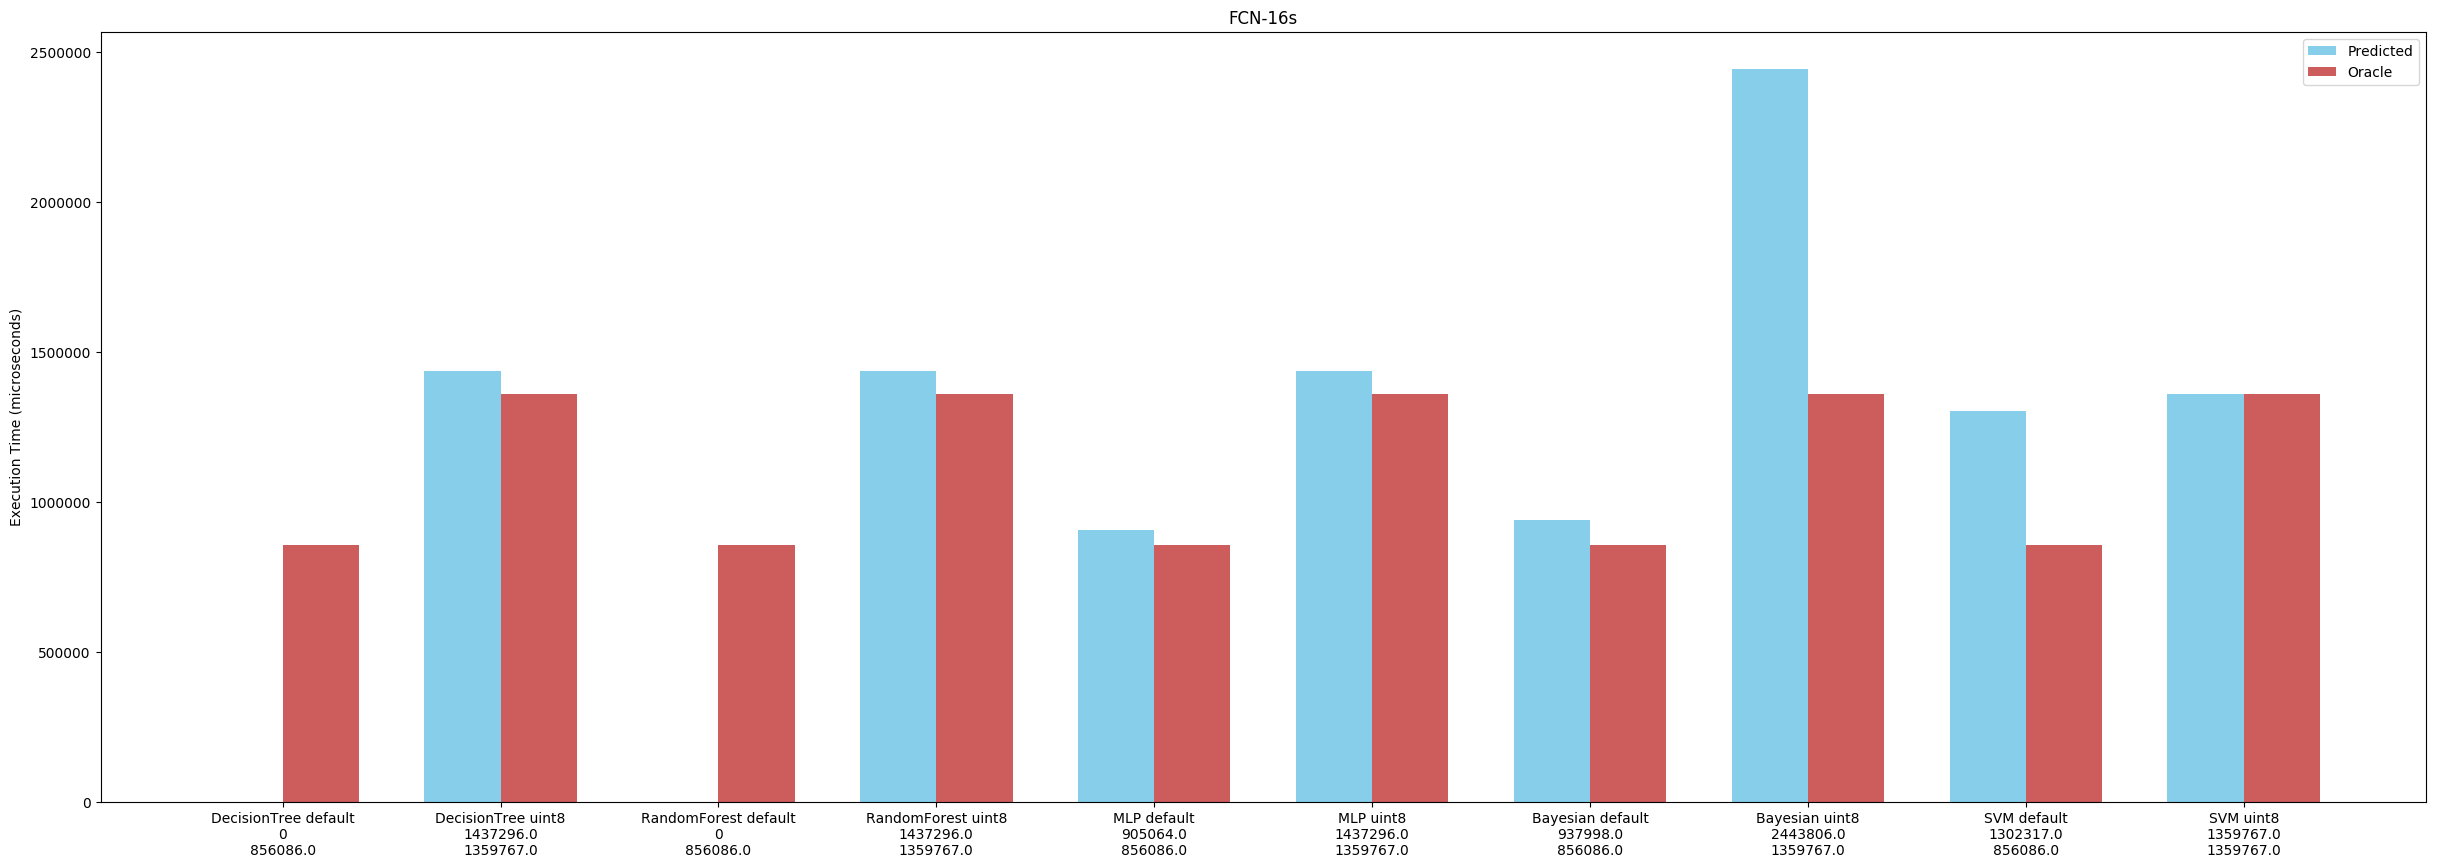 FCN-16s
Predicted
Oracle
Execution Time (microseconds)
2500000
2000000
1500000
1000000
500000
0
DecisionTree default
0
856086.0
DecisionTree uint8
1437296.0
1359767.0
RandomForest default
0
856086.0
RandomForest uint8
1437296.0
1359767.0
MLP default
905064.0
856086.0
MLP uint8
1437296.0
1359767.0
Bayesian default
937998.0
856086.0
Bayesian uint8
2443806.0
1359767.0
SVM default
1302317.0
856086.0
SVM uint8
1359767.0
1359767.0